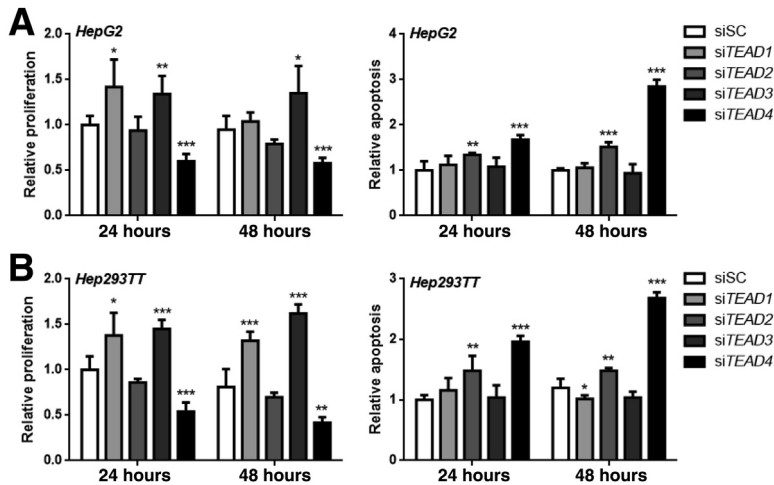 A
HepG2
Relative proliferation
2.0
1.5
1.0
0.5
0.0
*
**
***
*
***
24 hours
48 hours
HepG2
Relative apoptosis
4
3
2
1
0
**
***
***
***
24 hours
48 hours
siSC
siTEAD1
siTEAD2
siTEAD3
siTEAD4
B
Hep293TT
Relative proliferation
2.0
1.5
1.0
0.5
0.0
*
***
***
***
***
**
24 hours
48 hours
Hep293TT
Relative apoptosis
3
2
1
0
**
***
*
**
***
24 hours
48 hours
siSC
siTEAD1
siTEAD2
siTEAD3
siTEAD4